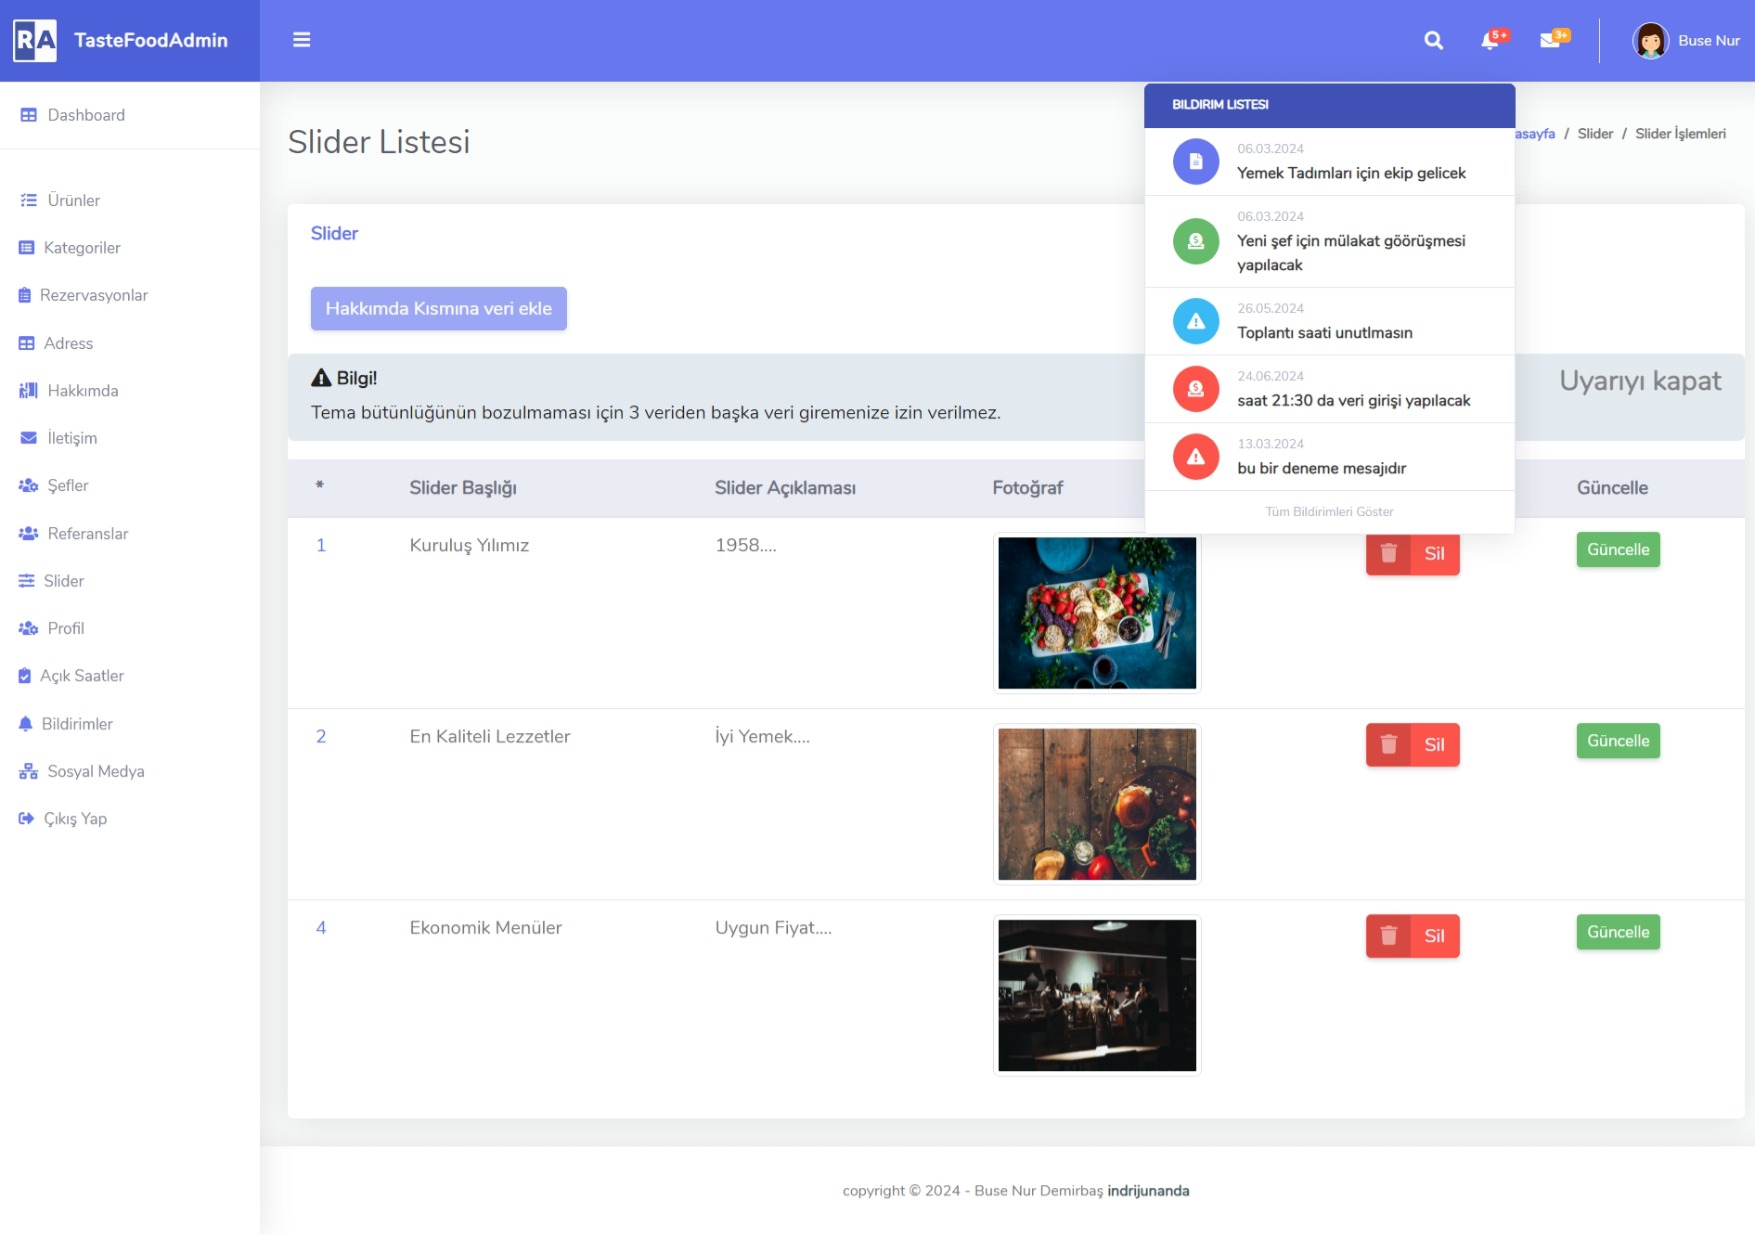 RA TasteFoodAdmin
5+
3+
Buse Nur
Dashboard
Ürünler
Kategoriler
Rezervasyonlar
Adress
Hakkımda
İletişim
Şefler
Referanslar
Slider
Profil
Açık Saatler
Bildirimler
Sosyal Medya
Çıkış Yap
Slider Listesi
asayfa / Slider / Slider İşlemleri
BILDIRIM LISTESI
06.03.2024
Yemek Tadımları için ekip gelicek
06.03.2024
Yeni şef için mülakat göörüşmesi
yapılacak
26.05.2024
Toplantı saati unutlmasın
24.06.2024
saat 21:30 da veri girişi yapılacak
13.03.2024
bu bir deneme mesajıdır
Tüm Bildirimleri Göster
Slider
Hakkımda Kısmına veri ekle
Bilgi!
Uyarıyı kapat
Tema bütünlüğünün bozulmaması için 3 veriden başka veri giremenize izin verilmez.
* Slider Başlığı Slider Açıklaması Fotoğraf Güncelle
1 Kuruluş Yılımız 1958.... Sil Güncelle
2 En Kaliteli Lezzetler İyi Yemek.... Sil Güncelle
4 Ekonomik Menüler Uygun Fiyat.... Sil Güncelle
copyright © 2024 - Buse Nur Demirbaş indrijunanda